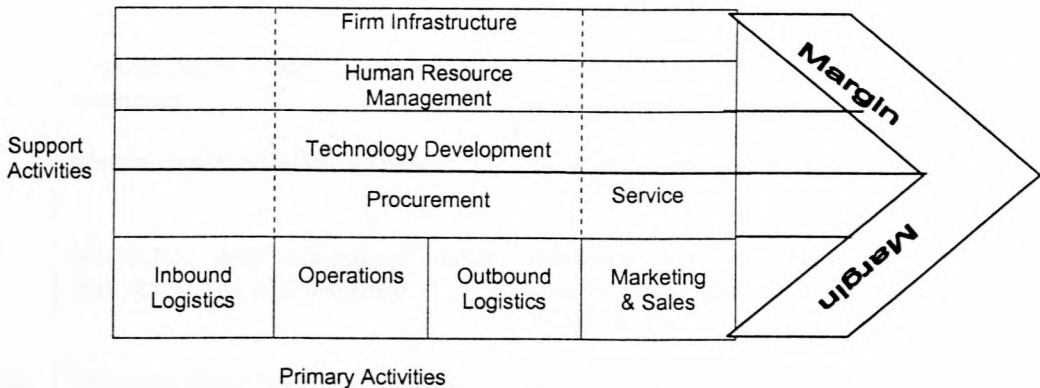 Firm Infrastructure
Human Resource
Management
Support
Activities
Technology Development
Procurement
Service
Inbound
Logistics
Operations
Outbound
Logistics
Marketing
& Sales
Margin
Margin
Primary Activities